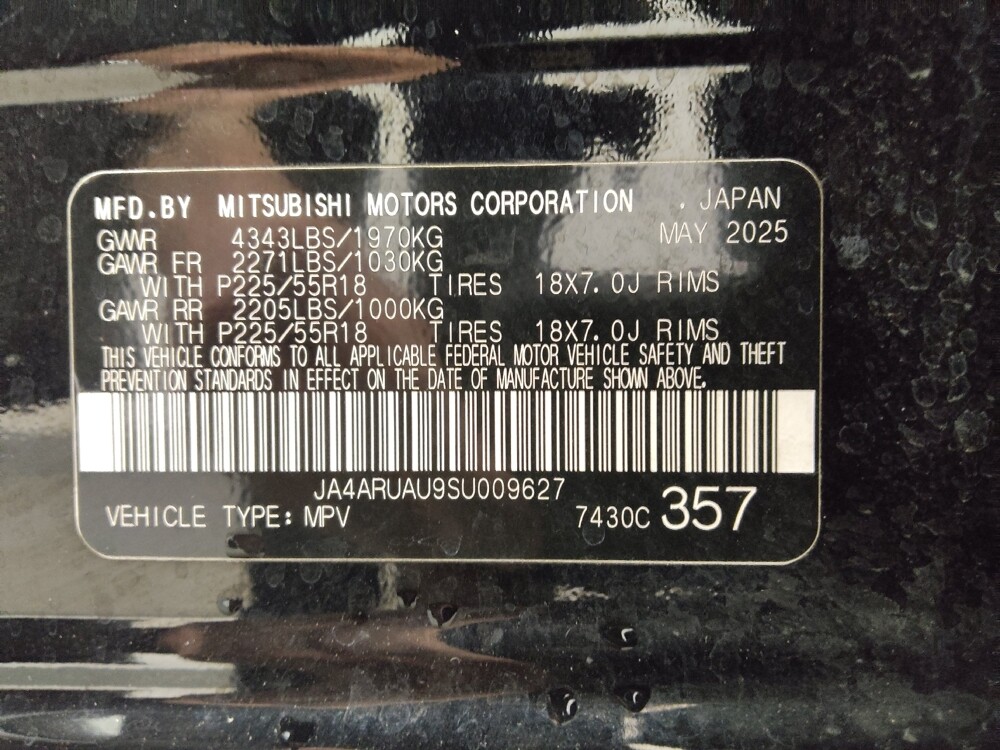 MFD.BY MITSUBISHI MOTORS CORPORATION . JAPAN
GVWR 4343LBS/1970KG MAY 2025
GAWR FR 2271LBS/1030KG
WITH P225/55R18 TIRES 18X7.0J RIMS
GAWR RR 2205LBS/1000KG
WITH P225/55R18 TIRES 18X7.0J RIMS
THIS VEHICLE CONFORMS TO ALL APPLICABLE FEDERAL MOTOR VEHICLE SAFETY AND THEFT
PREVENTION STANDARDS IN EFFECT ON THE DATE OF MANUFACTURE SHOWN ABOVE.
JA4ARUAU9SU009627
VEHICLE TYPE: MPV 7430C 357